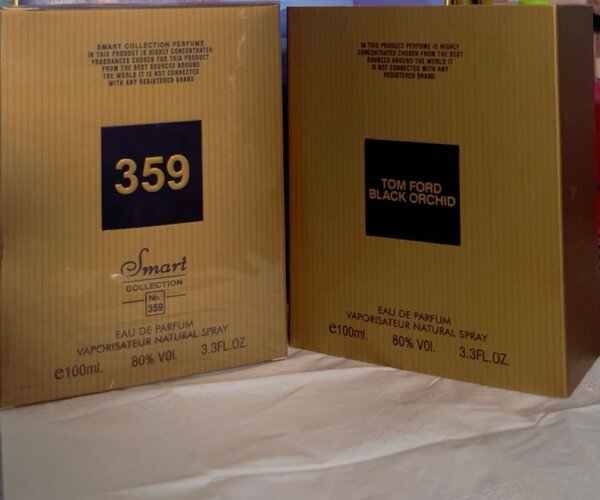 SMART COLLECTION PERFUME
IN THIS PRODUCT IS HIGHLY CONCENTRATED
FRAGRANCES CHOSEN FOR THIS PRODUCT
FROM THE BEST SOURCES AROUND
THE WORLD IT IS NOT CONNECTED
WITH ANY REGISTERED BRAND
359
Smart
COLLECTION
No.
359
EAU DE PARFUM
VAPORISATEUR NATURAL SPRAY
e100ml. 80% VOl. 3.3FL.OZ.
IN THIS PRODUCT PERFUME IS HIGHLY
CONCENTRATED CHOSEN FROM THE BEST
SOURCES AROUND THE WORLD IT
IS NOT CONNECTED WITH ANY
REGISTERED BRAND
TOM FORD
BLACK ORCHID
EAU DE PARFUM
VAPORISATEUR NATURAL SPRAY
e100ml. 80% VOl. 3.3FL.OZ.